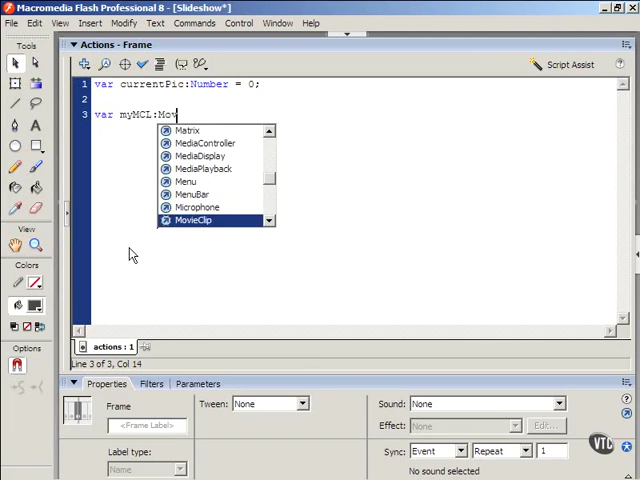 Macromedia Flash Professional 8 - [Slideshow*]
File Edit View Insert Modify Text Commands Control Window Help
Tools
Actions - Frame
Script Assist
1 var currentPic:Number = 0;
2
3 var myMCL:Mov
Matrix
MediaController
MediaDisplay
MediaPlayback
Menu
MenuBar
Microphone
MovieClip
View
Colors
Options
actions : 1
Line 3 of 3, Col 14
Properties Filters Parameters
Frame
<Frame Label>
Label type:
Name
Tween: None
Sound: None
Effect: None Edit...
Sync: Event Repeat 1
No sound selected
VTC